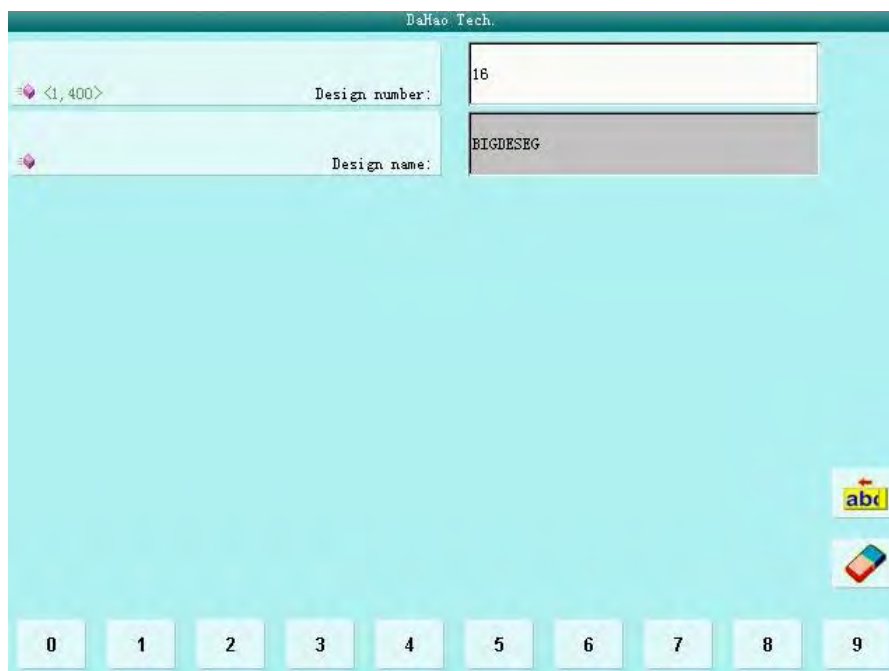 DaHao Tech.
<1,400>
Design number:
16
Design name:
BIGDESEG
abc
0 1 2 3 4 5 6 7 8 9